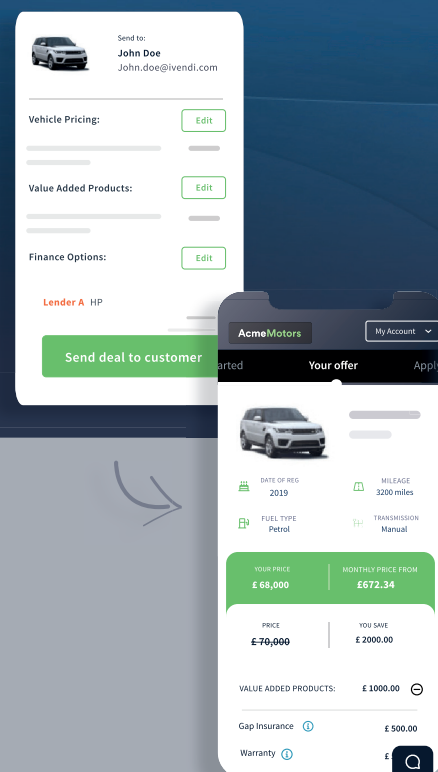 Send to:
John Doe
John.doe@ivendi.com
Vehicle Pricing:
Edit
Value Added Products:
Edit
Finance Options:
Edit
Lender A HP
Send deal to customer
AcmeMotors
My Account
arted
Your offer
Apply
DATE OF REG
2019
MILEAGE
3200 miles
FUEL TYPE
Petrol
TRANSMISSION
Manual
YOUR PRICE
£ 68,000
MONTHLY PRICE FROM
£672.34
PRICE
£ 70,000
YOU SAVE
£ 2000.00
VALUE ADDED PRODUCTS:
£ 1000.00
Gap Insurance
£ 500.00
Warranty
£